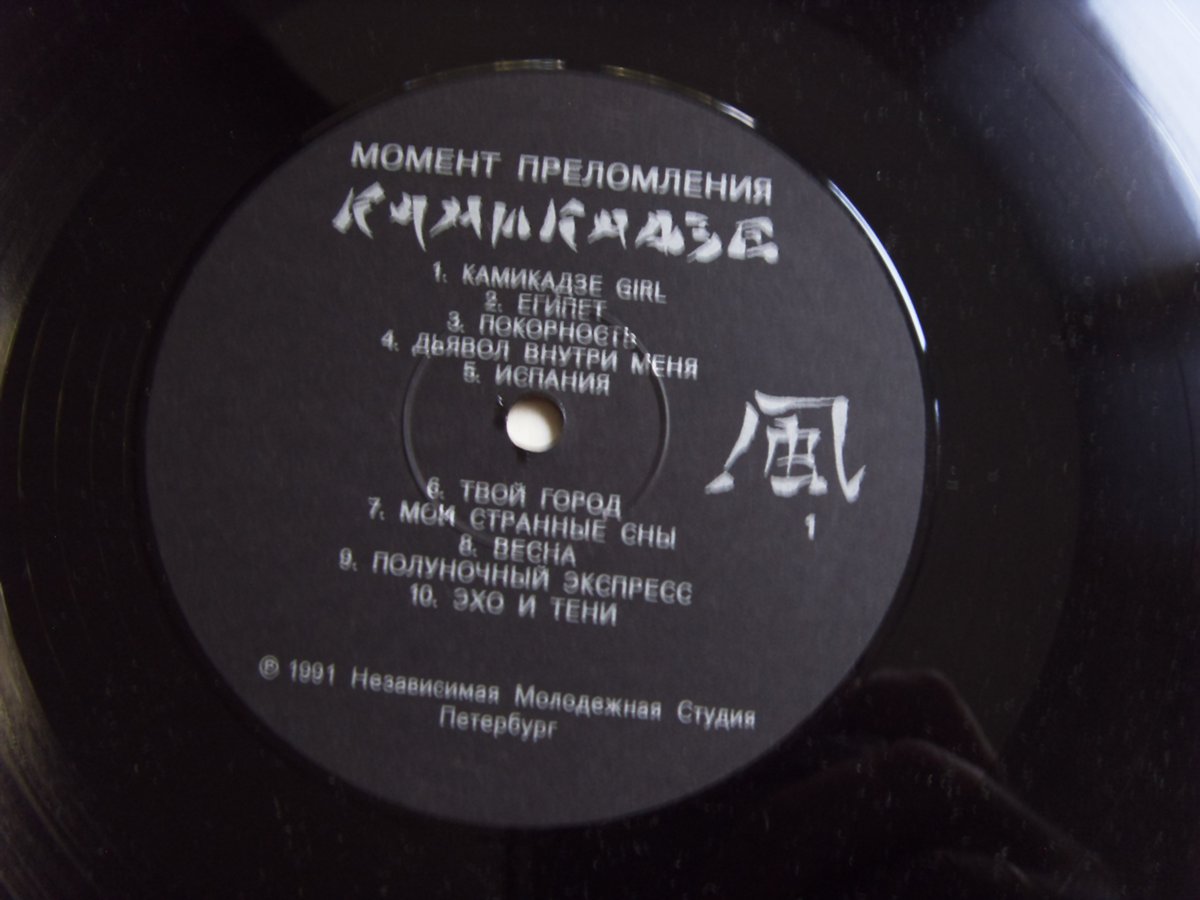 МОМЕНТ ПРЕЛОМЛЕНИЯ
КАМИКАДЗЕ
1. КАМИКАДЗЕ GIRL
2. ЕГИПЕТ
3. ПОКОРНОСТЬ
4. ДЬЯВОЛ ВНУТРИ МЕНЯ
5. ИСПАНИЯ
風
1
6. ТВОЙ ГОРОД
7. МОИ СТРАННЫЕ СНЫ
8. ВЕСНА
9. ПОЛУНОЧНЫЙ ЭКСПРЕСС
10. ЭХО И ТЕНИ
℗ 1991 Независимая Молодежная Студия
Петербург